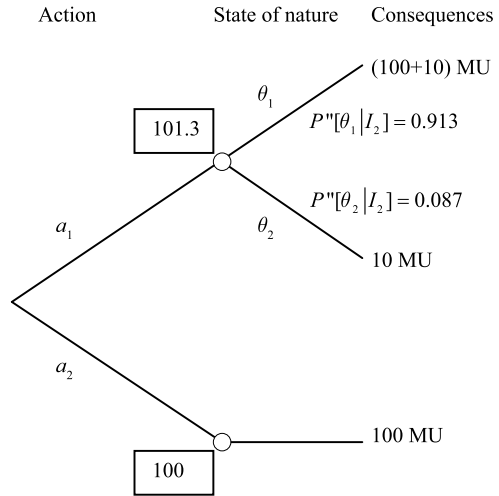 Action State of nature Consequences
(100+10) MU
θ₁
P"[θ₁|I₂] = 0.913
101.3
P"[θ₂|I₂] = 0.087
a₁
θ₂
10 MU
a₂
100 MU
100